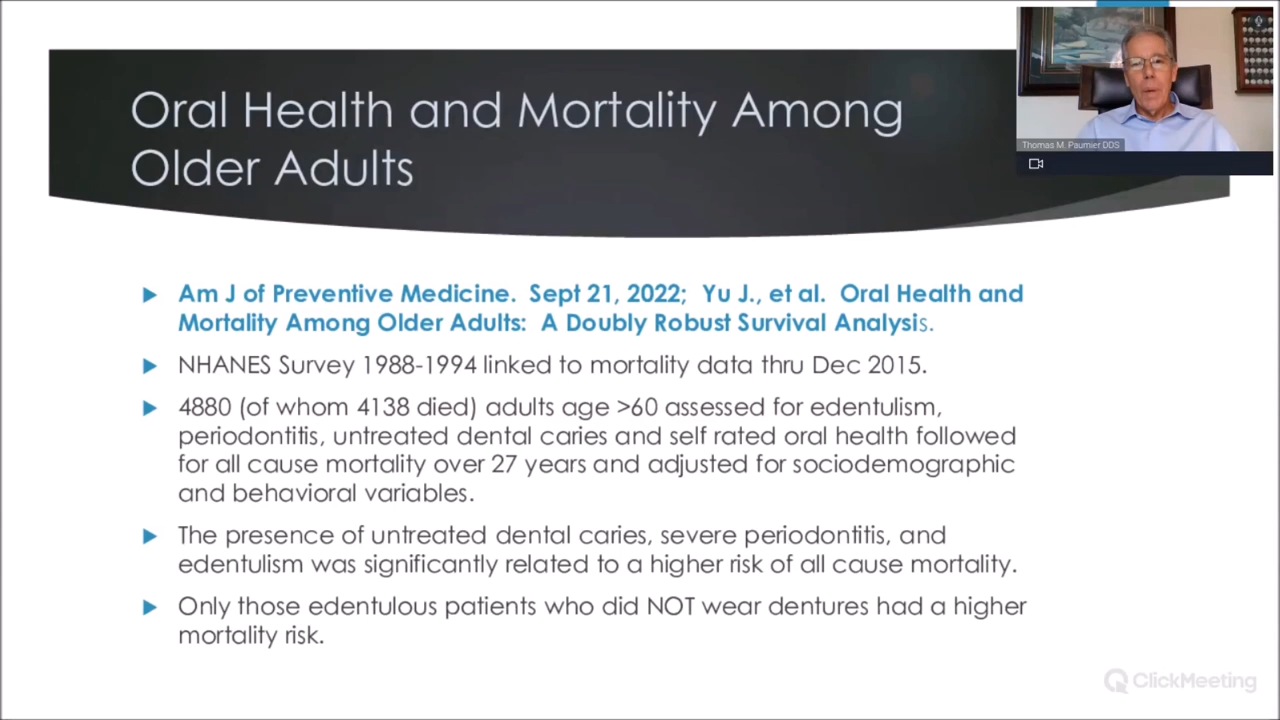 Oral Health and Mortality Among
Older Adults
Thomas M. Paumier DDS
Am J of Preventive Medicine. Sept 21, 2022; Yu J., et al. Oral Health and
Mortality Among Older Adults: A Doubly Robust Survival Analysis.
NHANES Survey 1988-1994 linked to mortality data thru Dec 2015.
4880 (of whom 4138 died) adults age >60 assessed for edentulism,
periodontitis, untreated dental caries and self rated oral health followed
for all cause mortality over 27 years and adjusted for sociodemographic
and behavioral variables.
The presence of untreated dental caries, severe periodontitis, and
edentulism was significantly related to a higher risk of all cause mortality.
Only those edentulous patients who did NOT wear dentures had a higher
mortality risk.
ClickMeeting